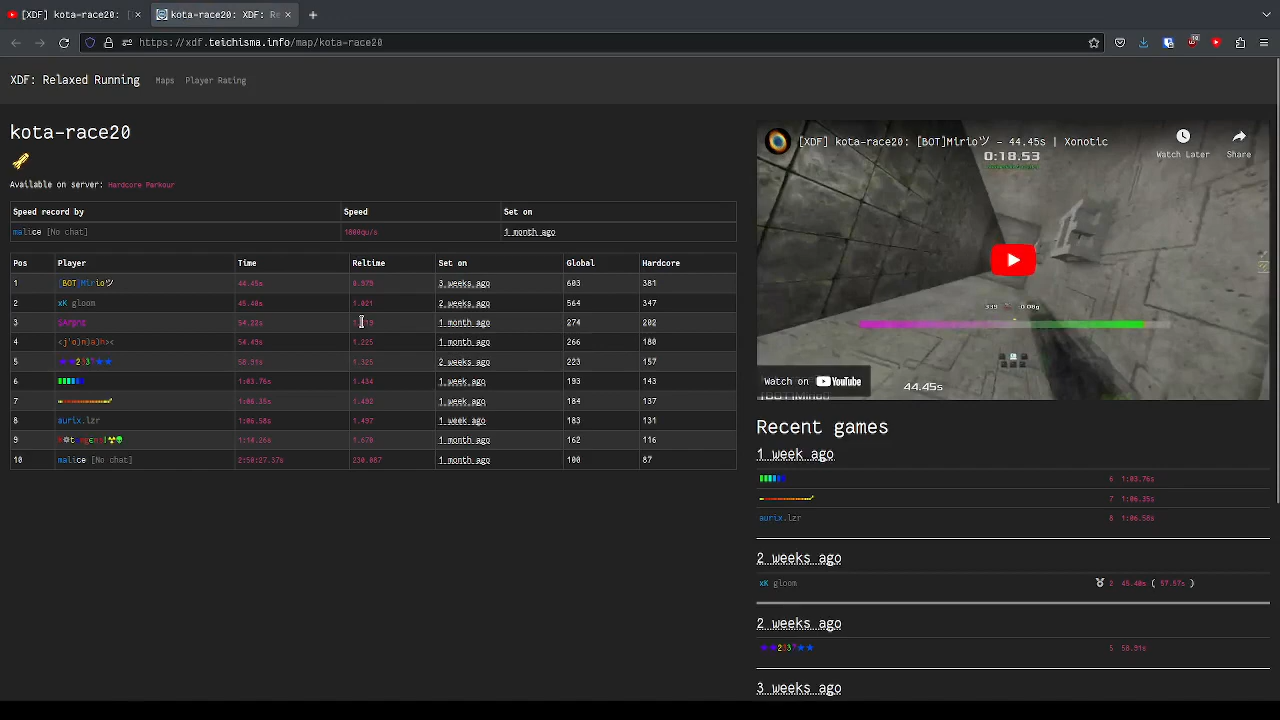 [XDF] kota-race20: [
kota-race20: XDF: Re
https://xdf.teichisma.info/map/kota-race20
XDF: Relaxed Running Maps Player Rating
kota-race20
Available on server: Hardcore Parkour
Speed record by Speed Set on
malice [No chat] 1800qu/s 1 month ago
Pos Player Time Reltime Set on Global Hardcore
1 [BOT]Mirioツ 44.45s 0.979 3 weeks ago 603 381
2 xK gloom 45.40s 1.021 2 weeks ago 564 347
3 54.22s 1 month ago 274 202
4 <j'o)m)a)h>< 54.49s 1.225 1 month ago 266 180
5 ★★2337★★ 58.91s 1.325 2 weeks ago 223 157
6 1:03.76s 1.434 1 week ago 193 143
7 1:06.35s 1.492 1 week ago 184 137
8 aurix.lzr 1:06.58s 1.497 1 week ago 183 131
9 1 month ago 162 116
10 malice [No chat] 2:50:27.37s 230.087 1 month ago 100 87
[XDF] kota-race20: [BOT]Mirioツ - 44.45s | Xonotic
Watch Later
Share
0:18.53
339
Watch on YouTube
44.45s
Recent games
1 week ago
6 1:03.76s
7 1:06.35s
aurix.lzr 8 1:06.58s
2 weeks ago
xK gloom 2 45.40s ( 57.57s )
2 weeks ago
★★2337★★ 5 58.91s
3 weeks ago